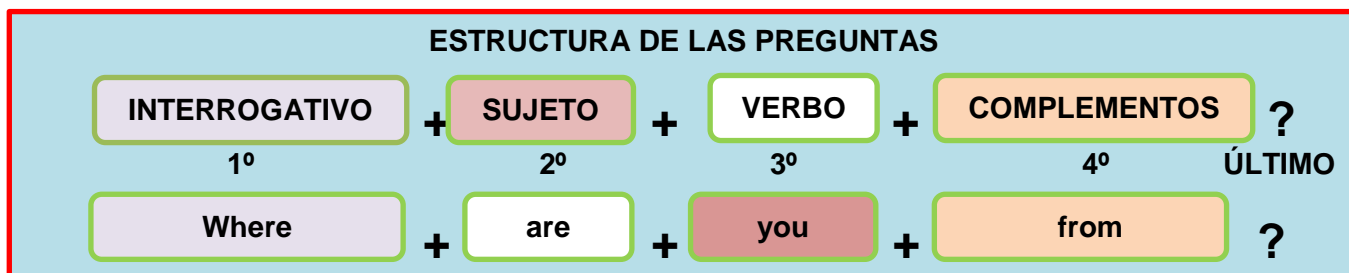 ESTRUCTURA DE LAS PREGUNTAS
INTERROGATIVO + SUJETO + VERBO + COMPLEMENTOS ?
1º 2º 3º 4º ÚLTIMO
Where + are + you + from ?